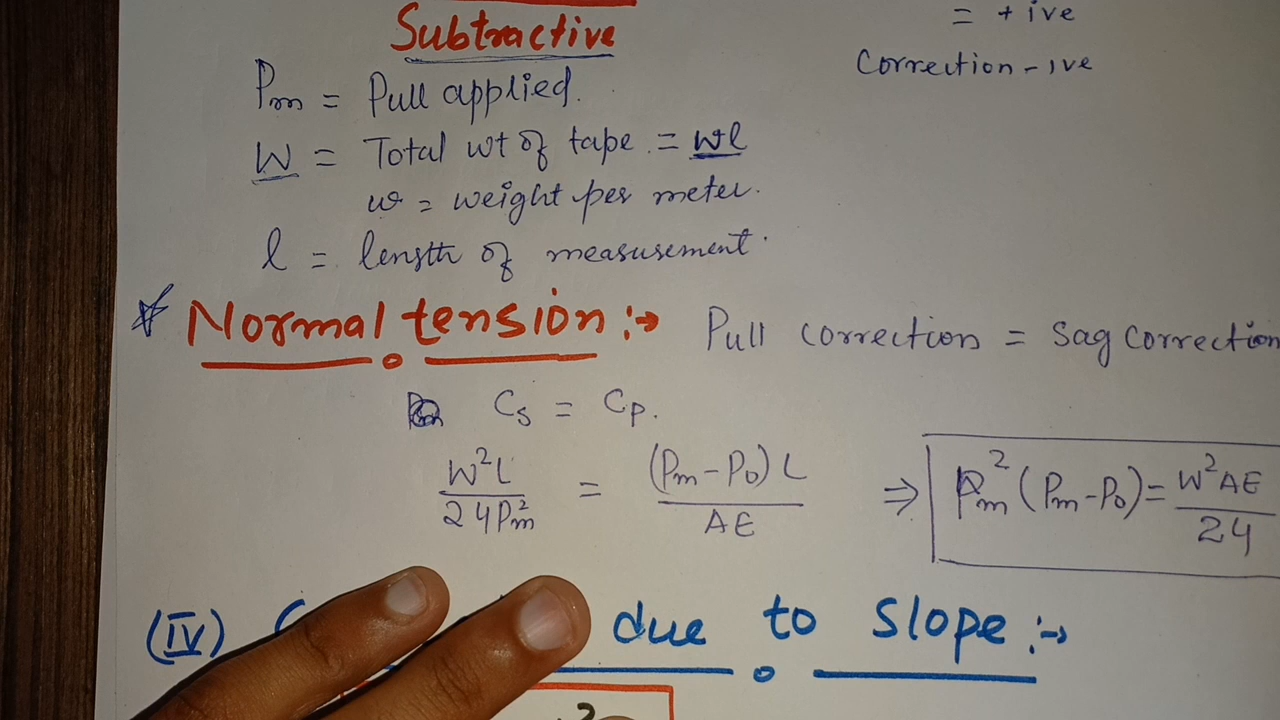 Subtractive
= +ive
Correction -ive
Pm = Pull applied.
W = Total wt of tape = wl
w = weight per meter.
l = length of measurement.
Normal tension :→ Pull correction = Sag Correction
Cs = Cp.
W²L / 24Pm² = (Pm - P0) L / AE ⇒ Pm² (Pm - P0) = W²AE / 24
(IV) due to slope :→
2